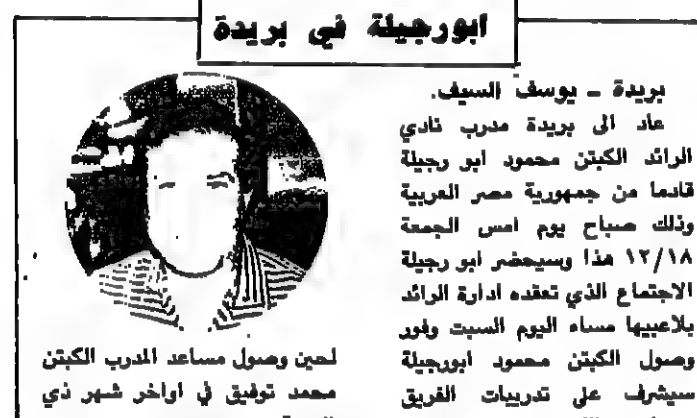 ابورجيلة في بريدة
بريدة ـ يوسف السيف.
عاد الى بريدة مدرب نادي
الرائد الكبتن محمود ابو رجيلة
قادما من جمهورية مصر العربية
وذلك صباح يوم امس الجمعة
١٢/١٨ هذا وسيحضر ابو رجيلة
الاجتماع الذي تعقده ادارة الرائد
بلاعبيها مساء اليوم السبت وفور
وصول الكبتن محمود ابورجيلة
سيشرف على تدريبات الفريق
لحين وصول مساعد المدرب الكبتن
محمد توفيق في اواخر شهر ذي